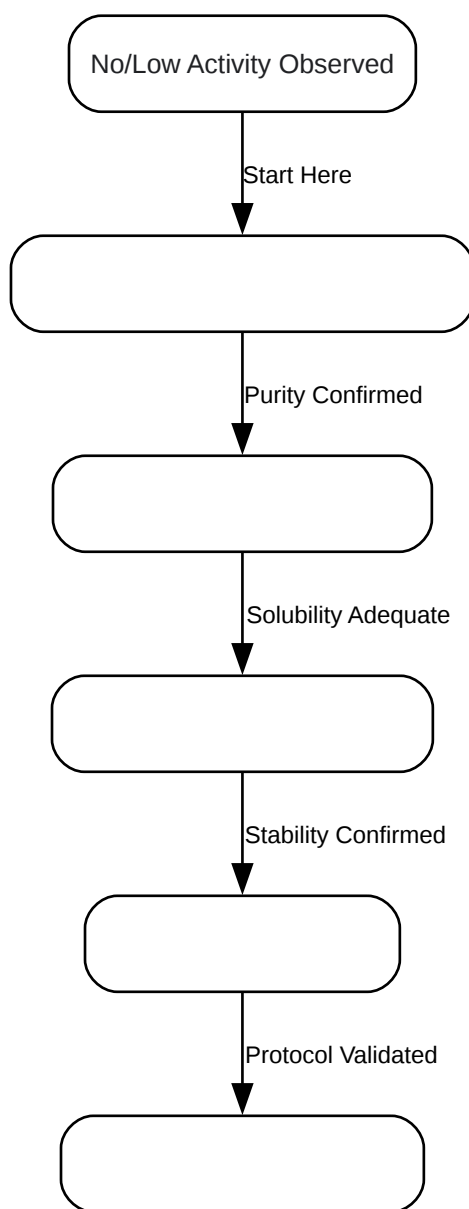 No/Low Activity Observed
Start Here
Purity Confirmed
Solubility Adequate
Stability Confirmed
Protocol Validated